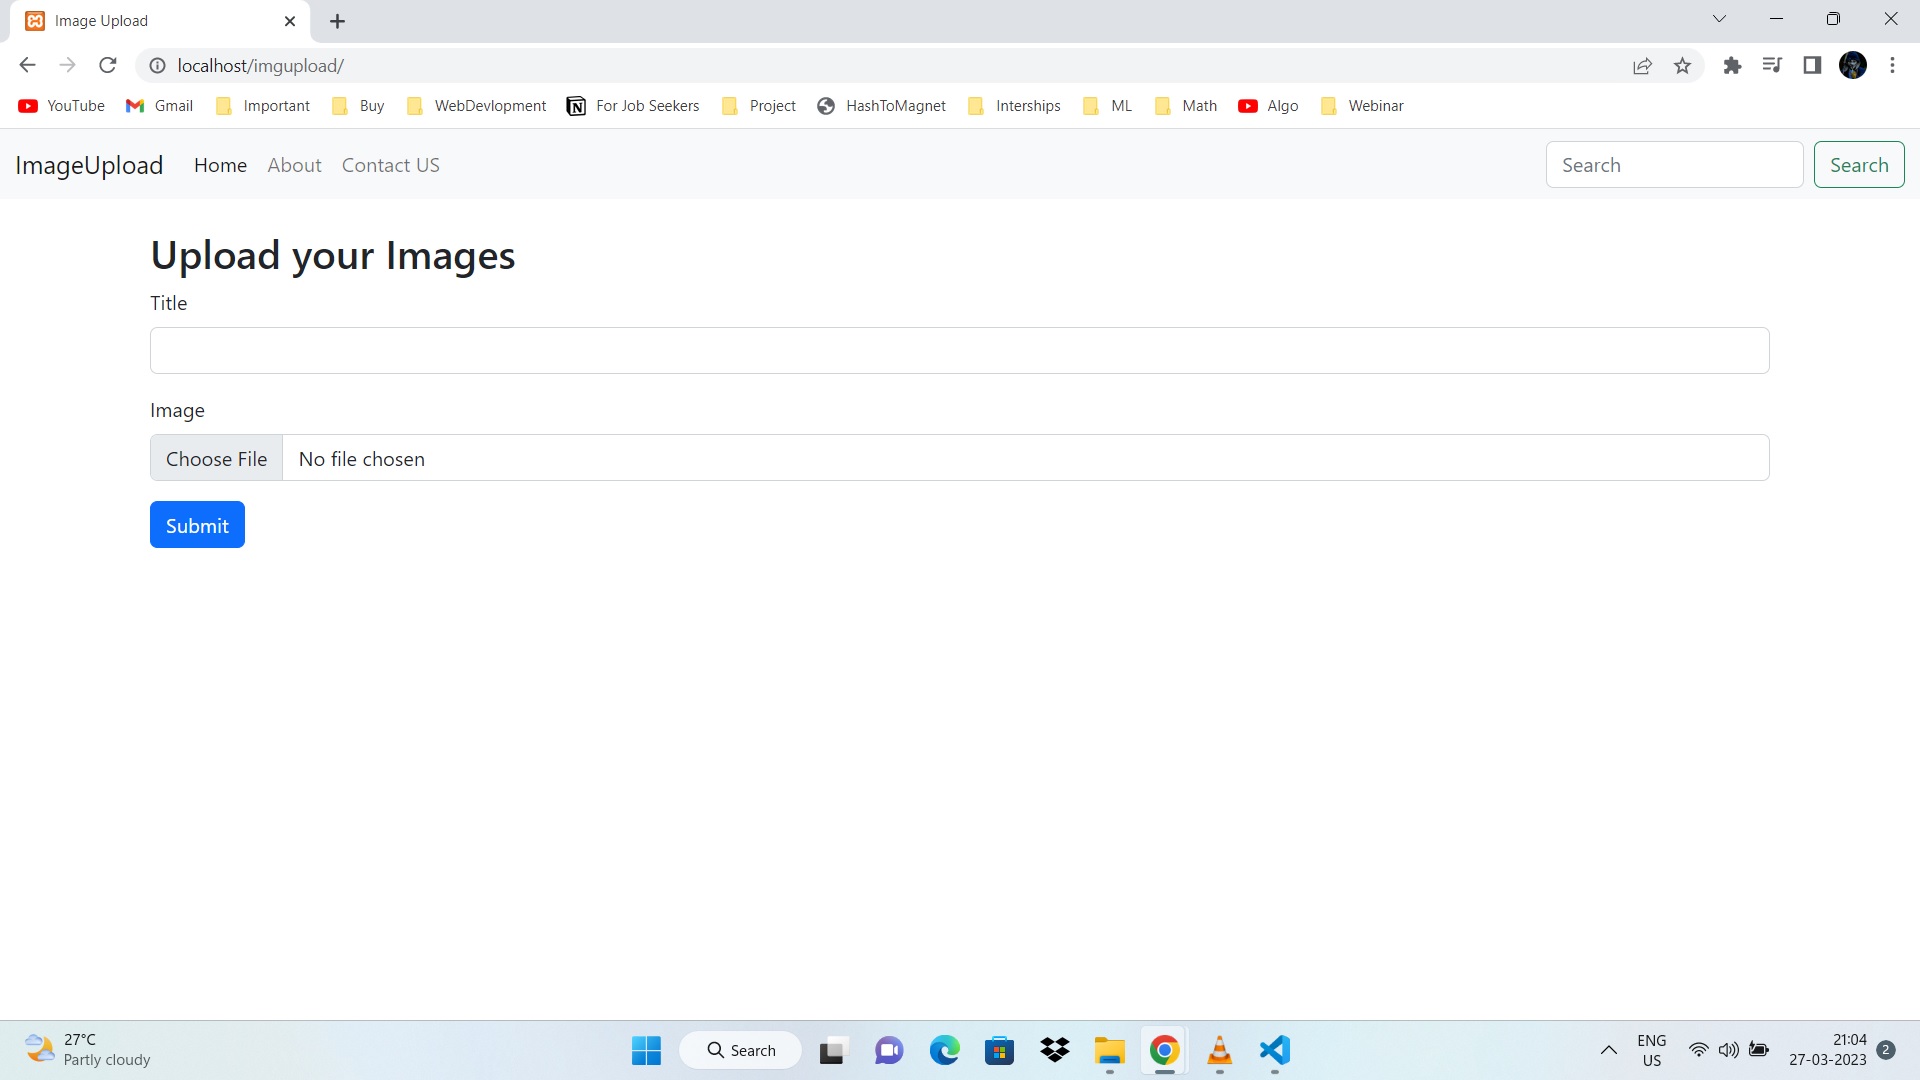 Image Upload
localhost/imgupload/
YouTube Gmail Important Buy WebDevlopment For Job Seekers Project HashToMagnet Interships ML Math Algo Webinar
ImageUpload Home About Contact US Search Search
Upload your Images
Title
Image
Choose File No file chosen
Submit
27°C
Partly cloudy
Search
ENG
US
21:04
27-03-2023
2